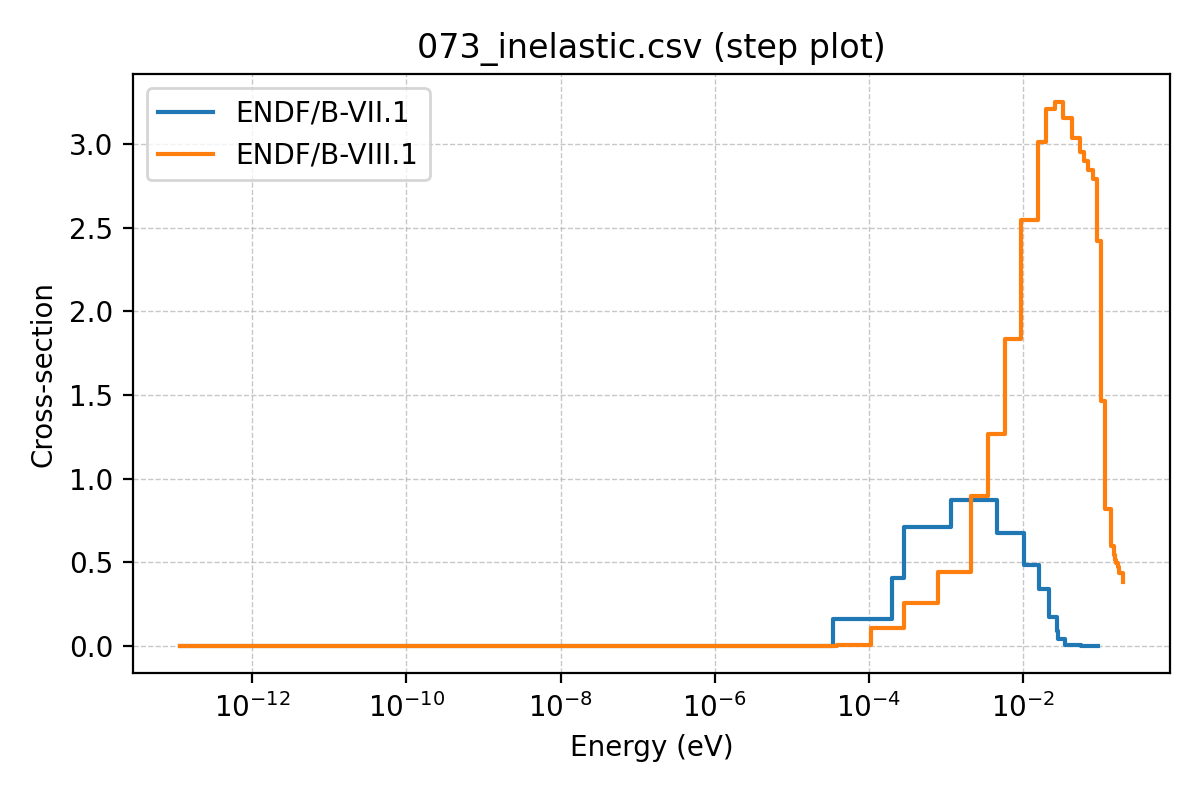 073_inelastic.csv (step plot)
ENDF/B-VII.1
ENDF/B-VIII.1
3.0
2.5
2.0
1.5
1.0
0.5
0.0
Cross-section
10⁻¹² 10⁻¹⁰ 10⁻⁸ 10⁻⁶ 10⁻⁴ 10⁻²
Energy (eV)